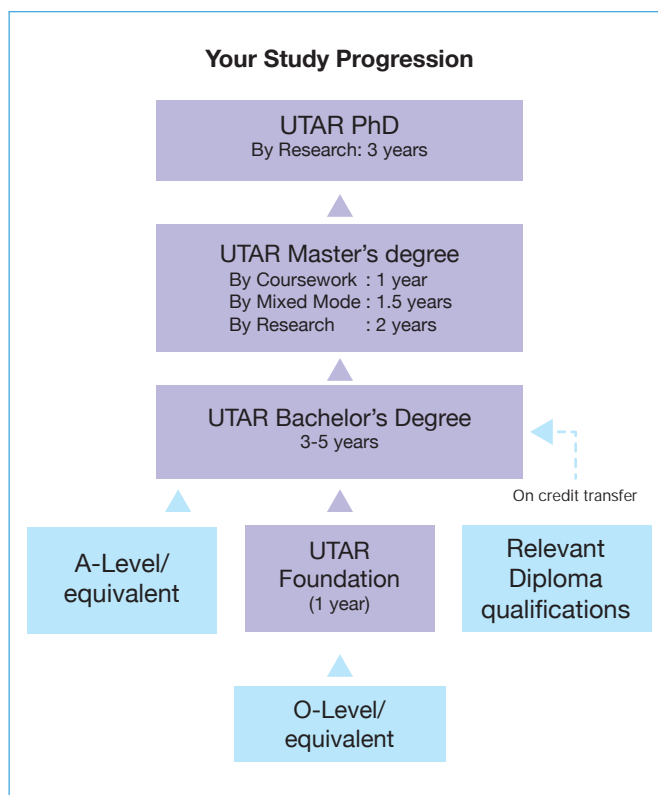 Your Study Progression
UTAR PhD
By Research: 3 years
UTAR Master's degree
By Coursework : 1 year
By Mixed Mode : 1.5 years
By Research : 2 years
UTAR Bachelor's Degree
3-5 years
On credit transfer
A-Level/
equivalent
UTAR
Foundation
(1 year)
Relevant
Diploma
qualifications
O-Level/
equivalent